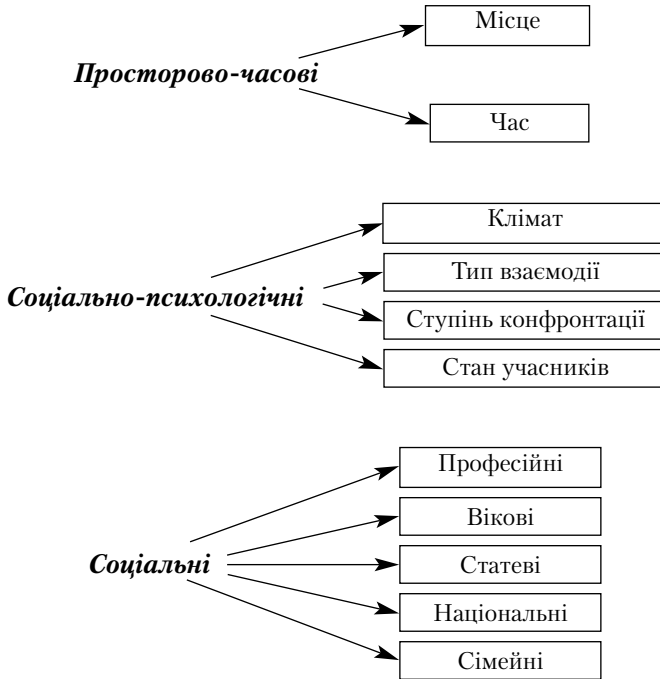 Місце
Просторово-часові
Час
Клімат
Тип взаємодії
Соціально-психологічні
Ступінь конфронтації
Стан учасників
Професійні
Вікові
Соціальні
Статеві
Національні
Сімейні